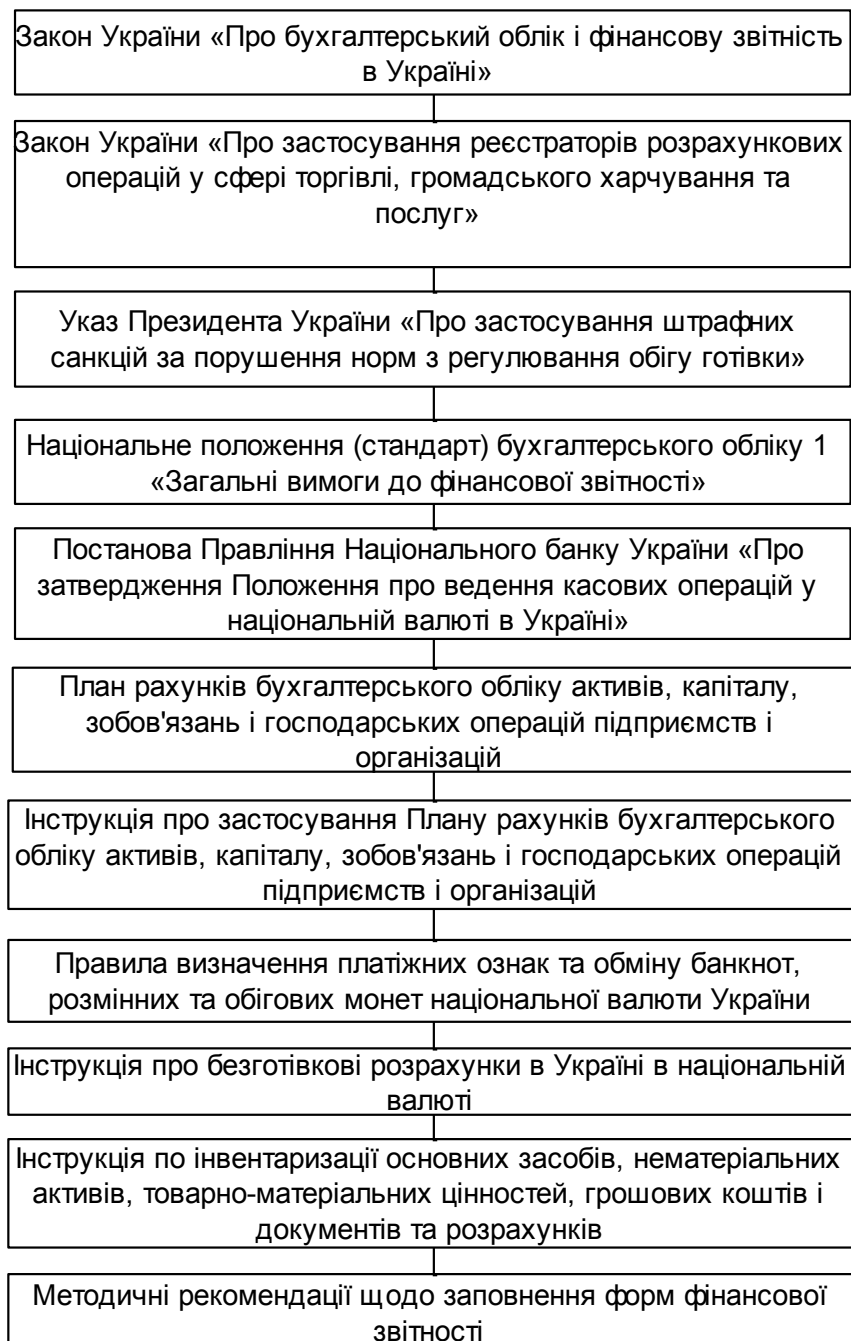 Закон України «Про бухгалтерський облік і фінансову звітність
в Україні»
Закон України «Про застосування реєстраторів розрахункових
операцій у сфері торгівлі, громадського харчування та
послуг»
Указ Президента України «Про застосування штрафних
санкцій за порушення норм з регулювання обігу готівки»
Національне положення (стандарт) бухгалтерського обліку 1
«Загальні вимоги до фінансової звітності»
Постанова Правління Національного банку України «Про
затвердження Положення про ведення касових операцій у
національній валюті в Україні»
План рахунків бухгалтерського обліку активів, капіталу,
зобов'язань і господарських операцій підприємств і
організацій
Інструкція про застосування Плану рахунків бухгалтерського
обліку активів, капіталу, зобов'язань і господарських операцій
підприємств і організацій
Правила визначення платіжних ознак та обміну банкнот,
розмінних та обігових монет національної валюти України
Інструкція про безготівкові розрахунки в Україні в національній
валюті
Інструкція по інвентаризації основних засобів, нематеріальних
активів, товарно-матеріальних цінностей, грошових коштів і
документів та розрахунків
Методичні рекомендації щодо заповнення форм фінансової
звітності